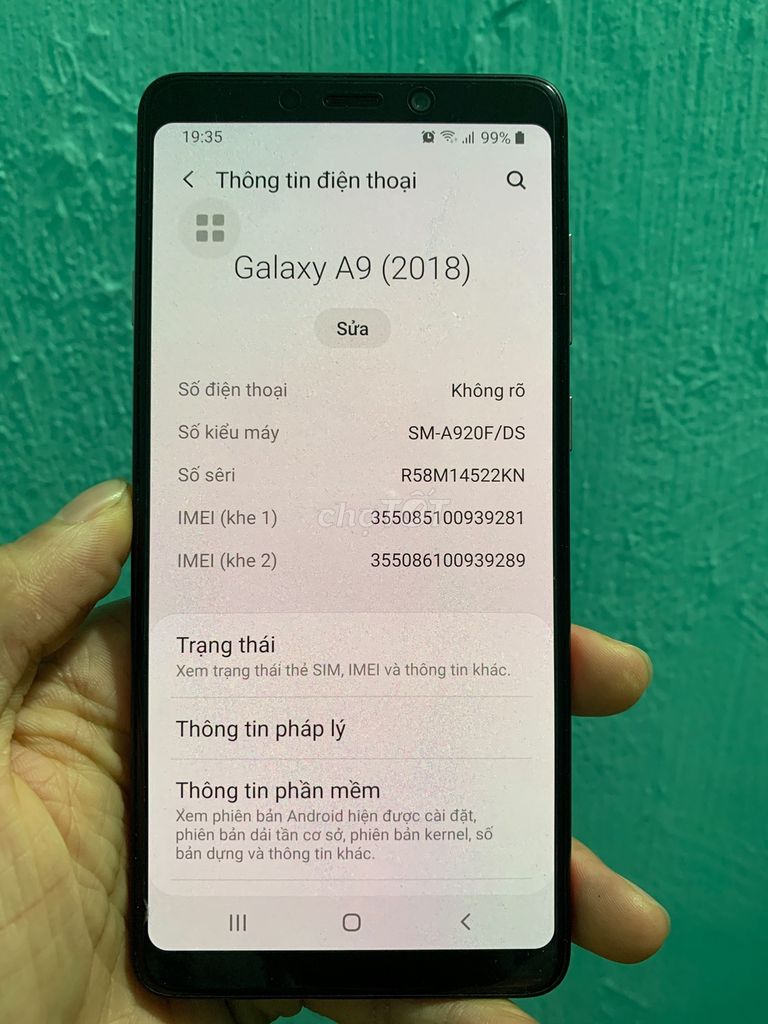 19:35 99%
Thông tin điện thoại
Galaxy A9 (2018)
Sửa
Số điện thoại Không rõ
Số kiểu máy SM-A920F/DS
Số sêri R58M14522KN
chợTỐT
IMEI (khe 1) 355085100939281
IMEI (khe 2) 355086100939289
Trạng thái
Xem trạng thái thẻ SIM, IMEI và thông tin khác.
Thông tin pháp lý
Thông tin phần mềm
Xem phiên bản Android hiện được cài đặt,
phiên bản dải tần cơ sở, phiên bản kernel, số
bản dựng và thông tin khác.